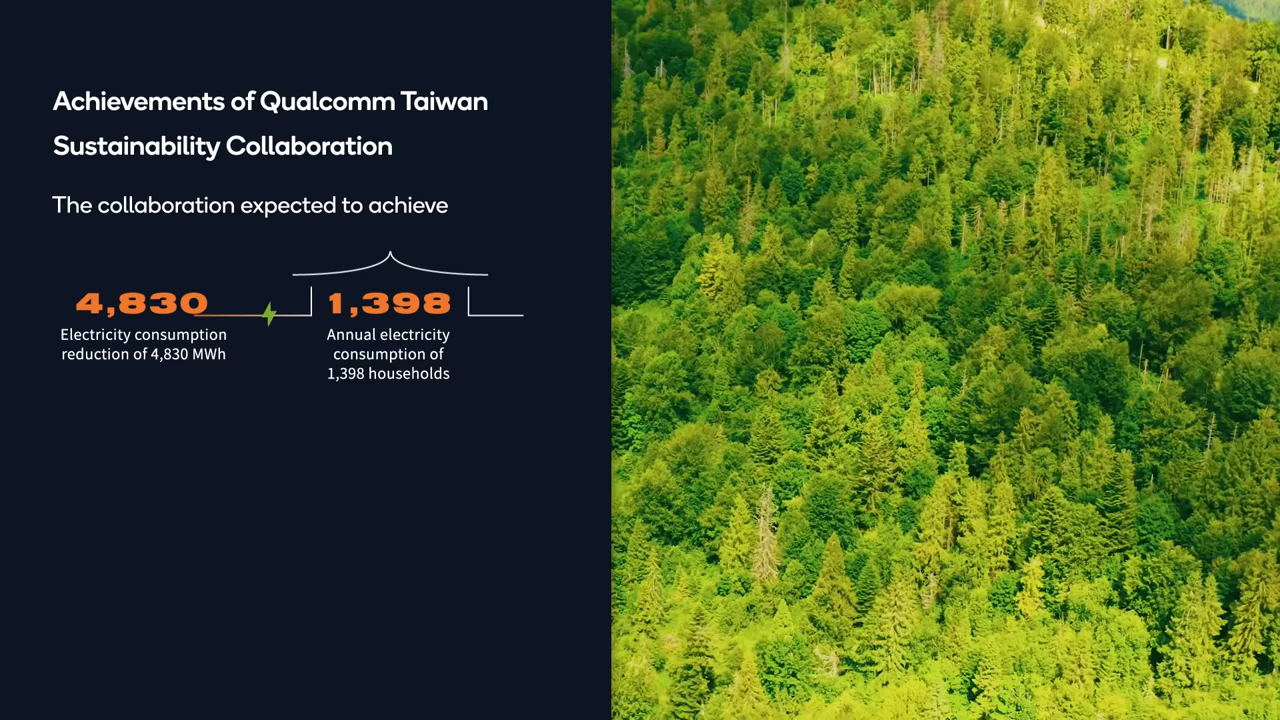 Achievements of Qualcomm Taiwan
Sustainability Collaboration
The collaboration expected to achieve
4,830
Electricity consumption
reduction of 4,830 MWh
1,398
Annual electricity
consumption of
1,398 households